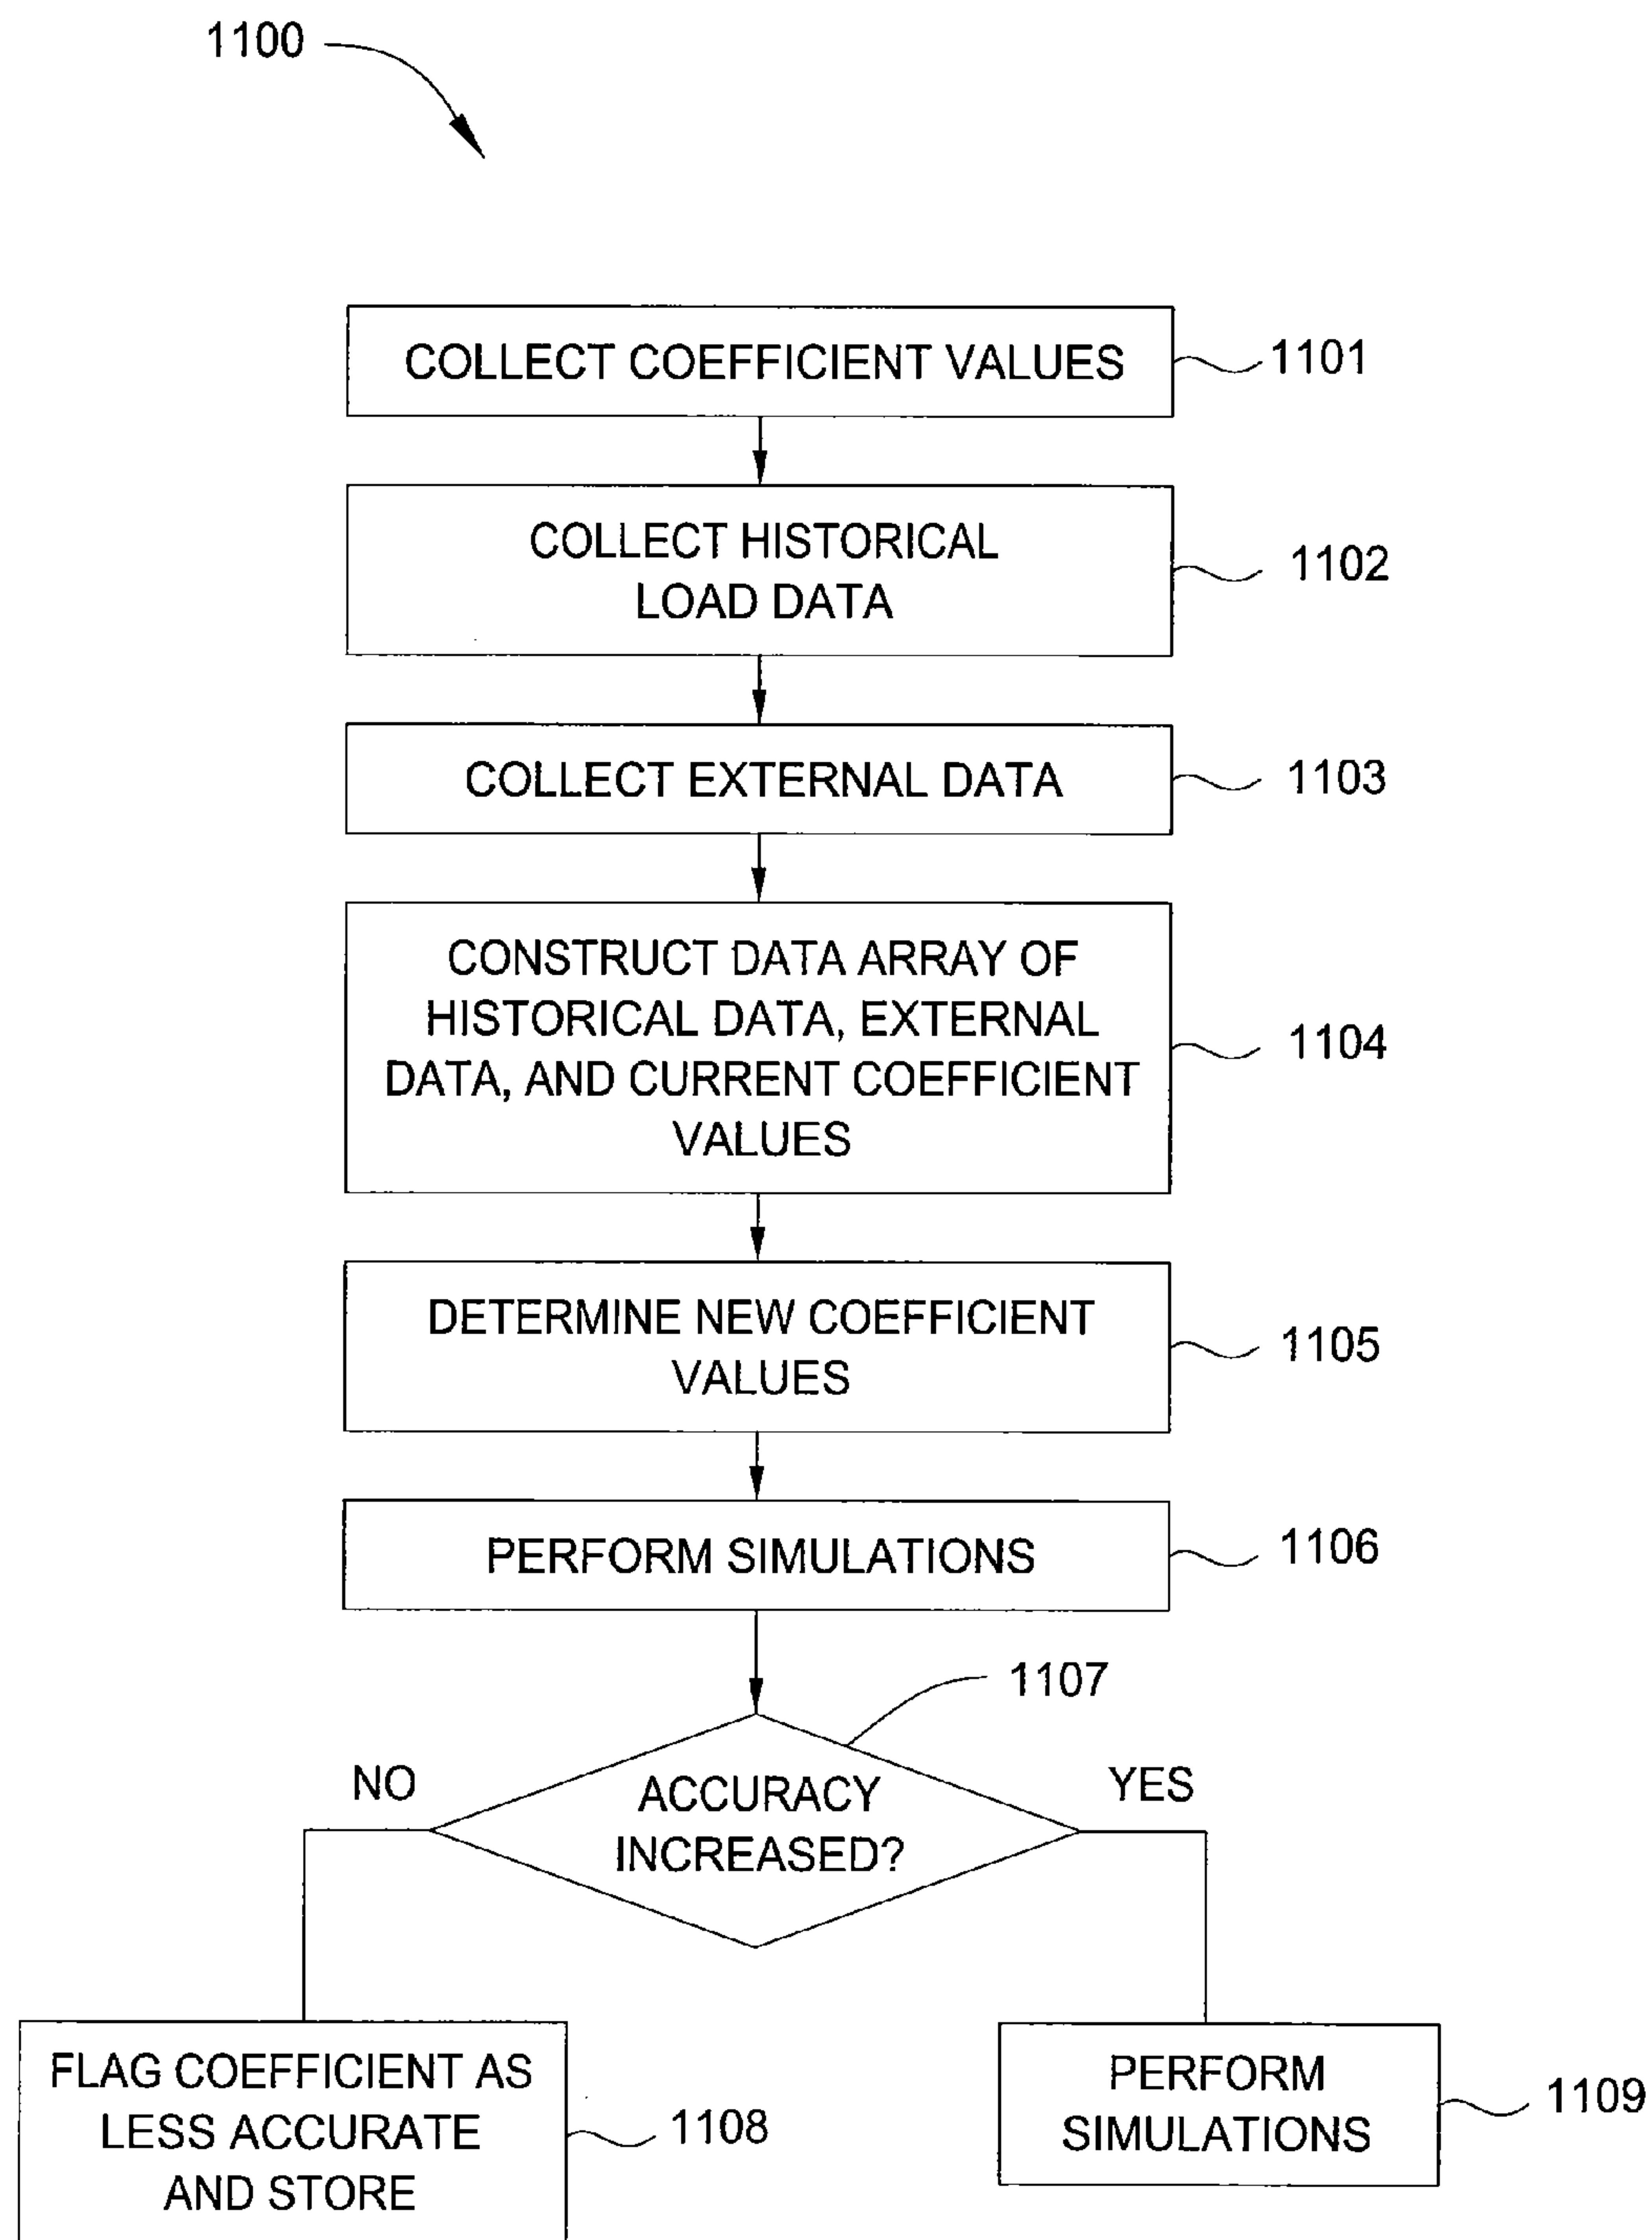 1100
COLLECT COEFFICIENT VALUES
1101
COLLECT HISTORICAL
LOAD DATA
1102
COLLECT EXTERNAL DATA
1103
CONSTRUCT DATA ARRAY OF
HISTORICAL DATA, EXTERNAL
DATA, AND CURRENT COEFFICIENT
VALUES
1104
DETERMINE NEW COEFFICIENT
VALUES
1105
PERFORM SIMULATIONS
1106
1107
NO
ACCURACY
INCREASED?
YES
FLAG COEFFICIENT AS
LESS ACCURATE
AND STORE
1108
PERFORM
SIMULATIONS
1109